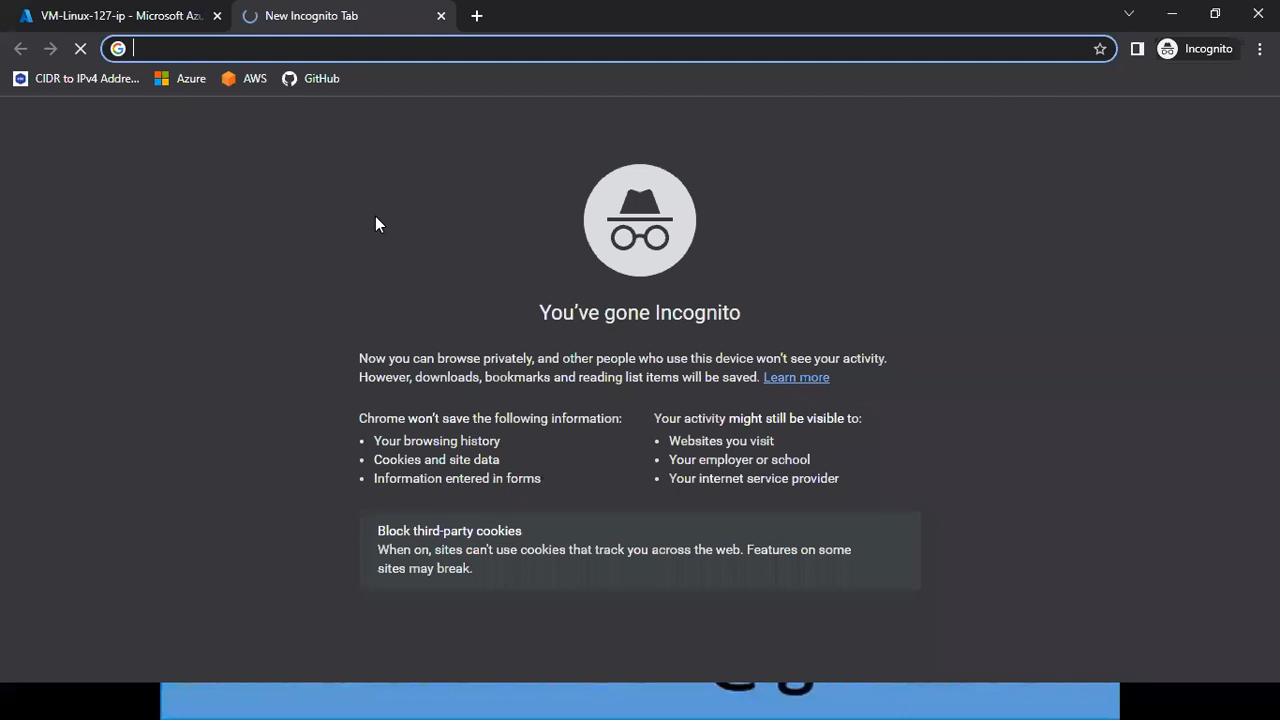 VM-Linux-127-ip - Microsoft Azu
New Incognito Tab
Incognito
CIDR to IPv4 Addre...
Azure
AWS
GitHub
You've gone Incognito
Now you can browse privately, and other people who use this device won't see your activity.
However, downloads, bookmarks and reading list items will be saved. Learn more
Chrome won't save the following information:
• Your browsing history
• Cookies and site data
• Information entered in forms
Your activity might still be visible to:
• Websites you visit
• Your employer or school
• Your internet service provider
Block third-party cookies
When on, sites can't use cookies that track you across the web. Features on some
sites may break.